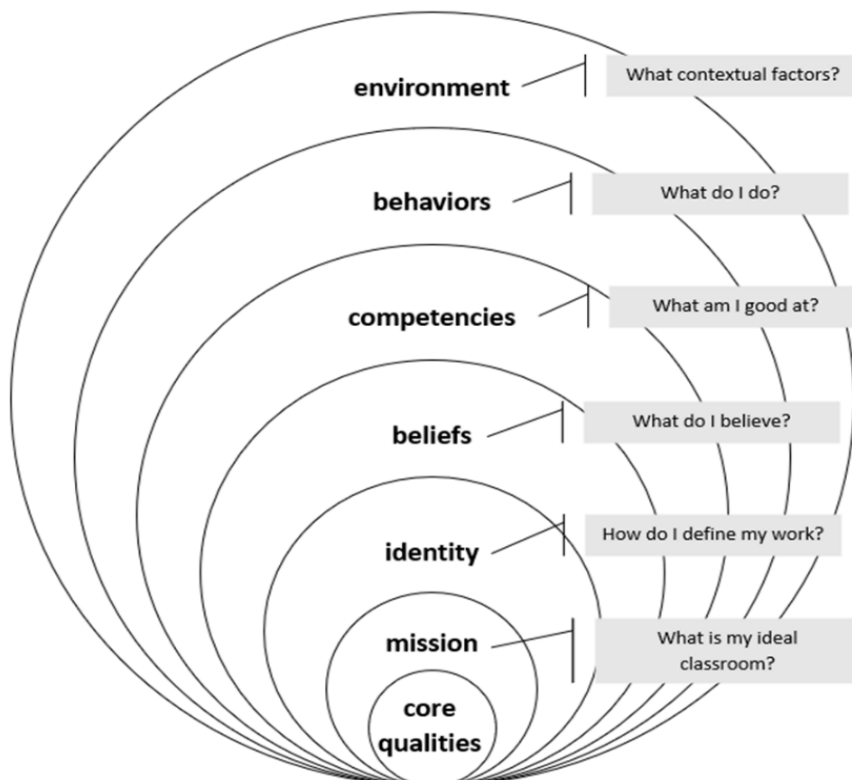 environment
What contextual factors?
behaviors
What do I do?
competencies
What am I good at?
beliefs
What do I believe?
identity
How do I define my work?
mission
What is my ideal
classroom?
core
qualities